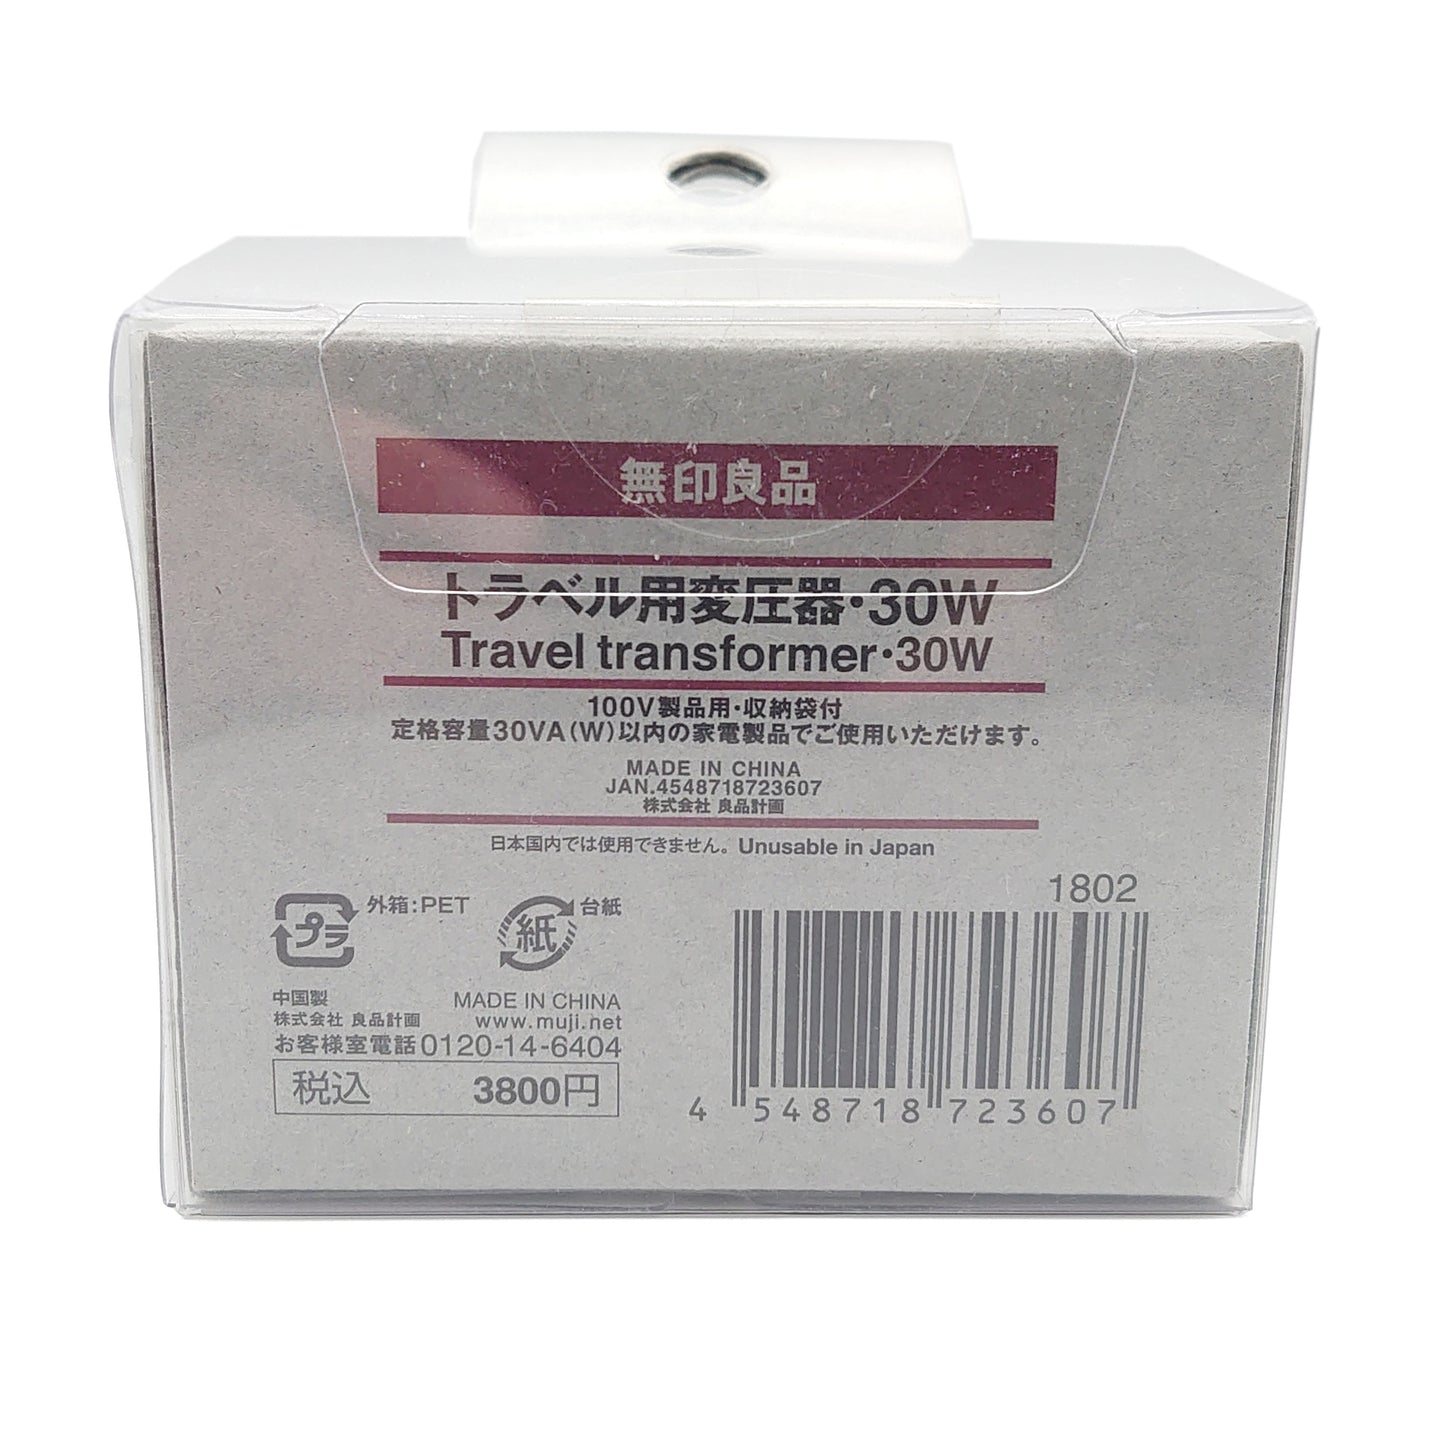 無印良品
トラベル用変圧器・30W
Travel transformer・30W
100V製品用・収納袋付
定格容量30VA(W)以内の家電製品でご使用いただけます。
MADE IN CHINA
JAN.4548718723607
株式会社 良品計画
日本国内では使用できません。Unusable in Japan
プラ 外箱:PET
紙 台紙
中国製 MADE IN CHINA
株式会社 良品計画 www.muji.net
お客様室電話0120-14-6404
税込 3800円
1802
4 548718 723607